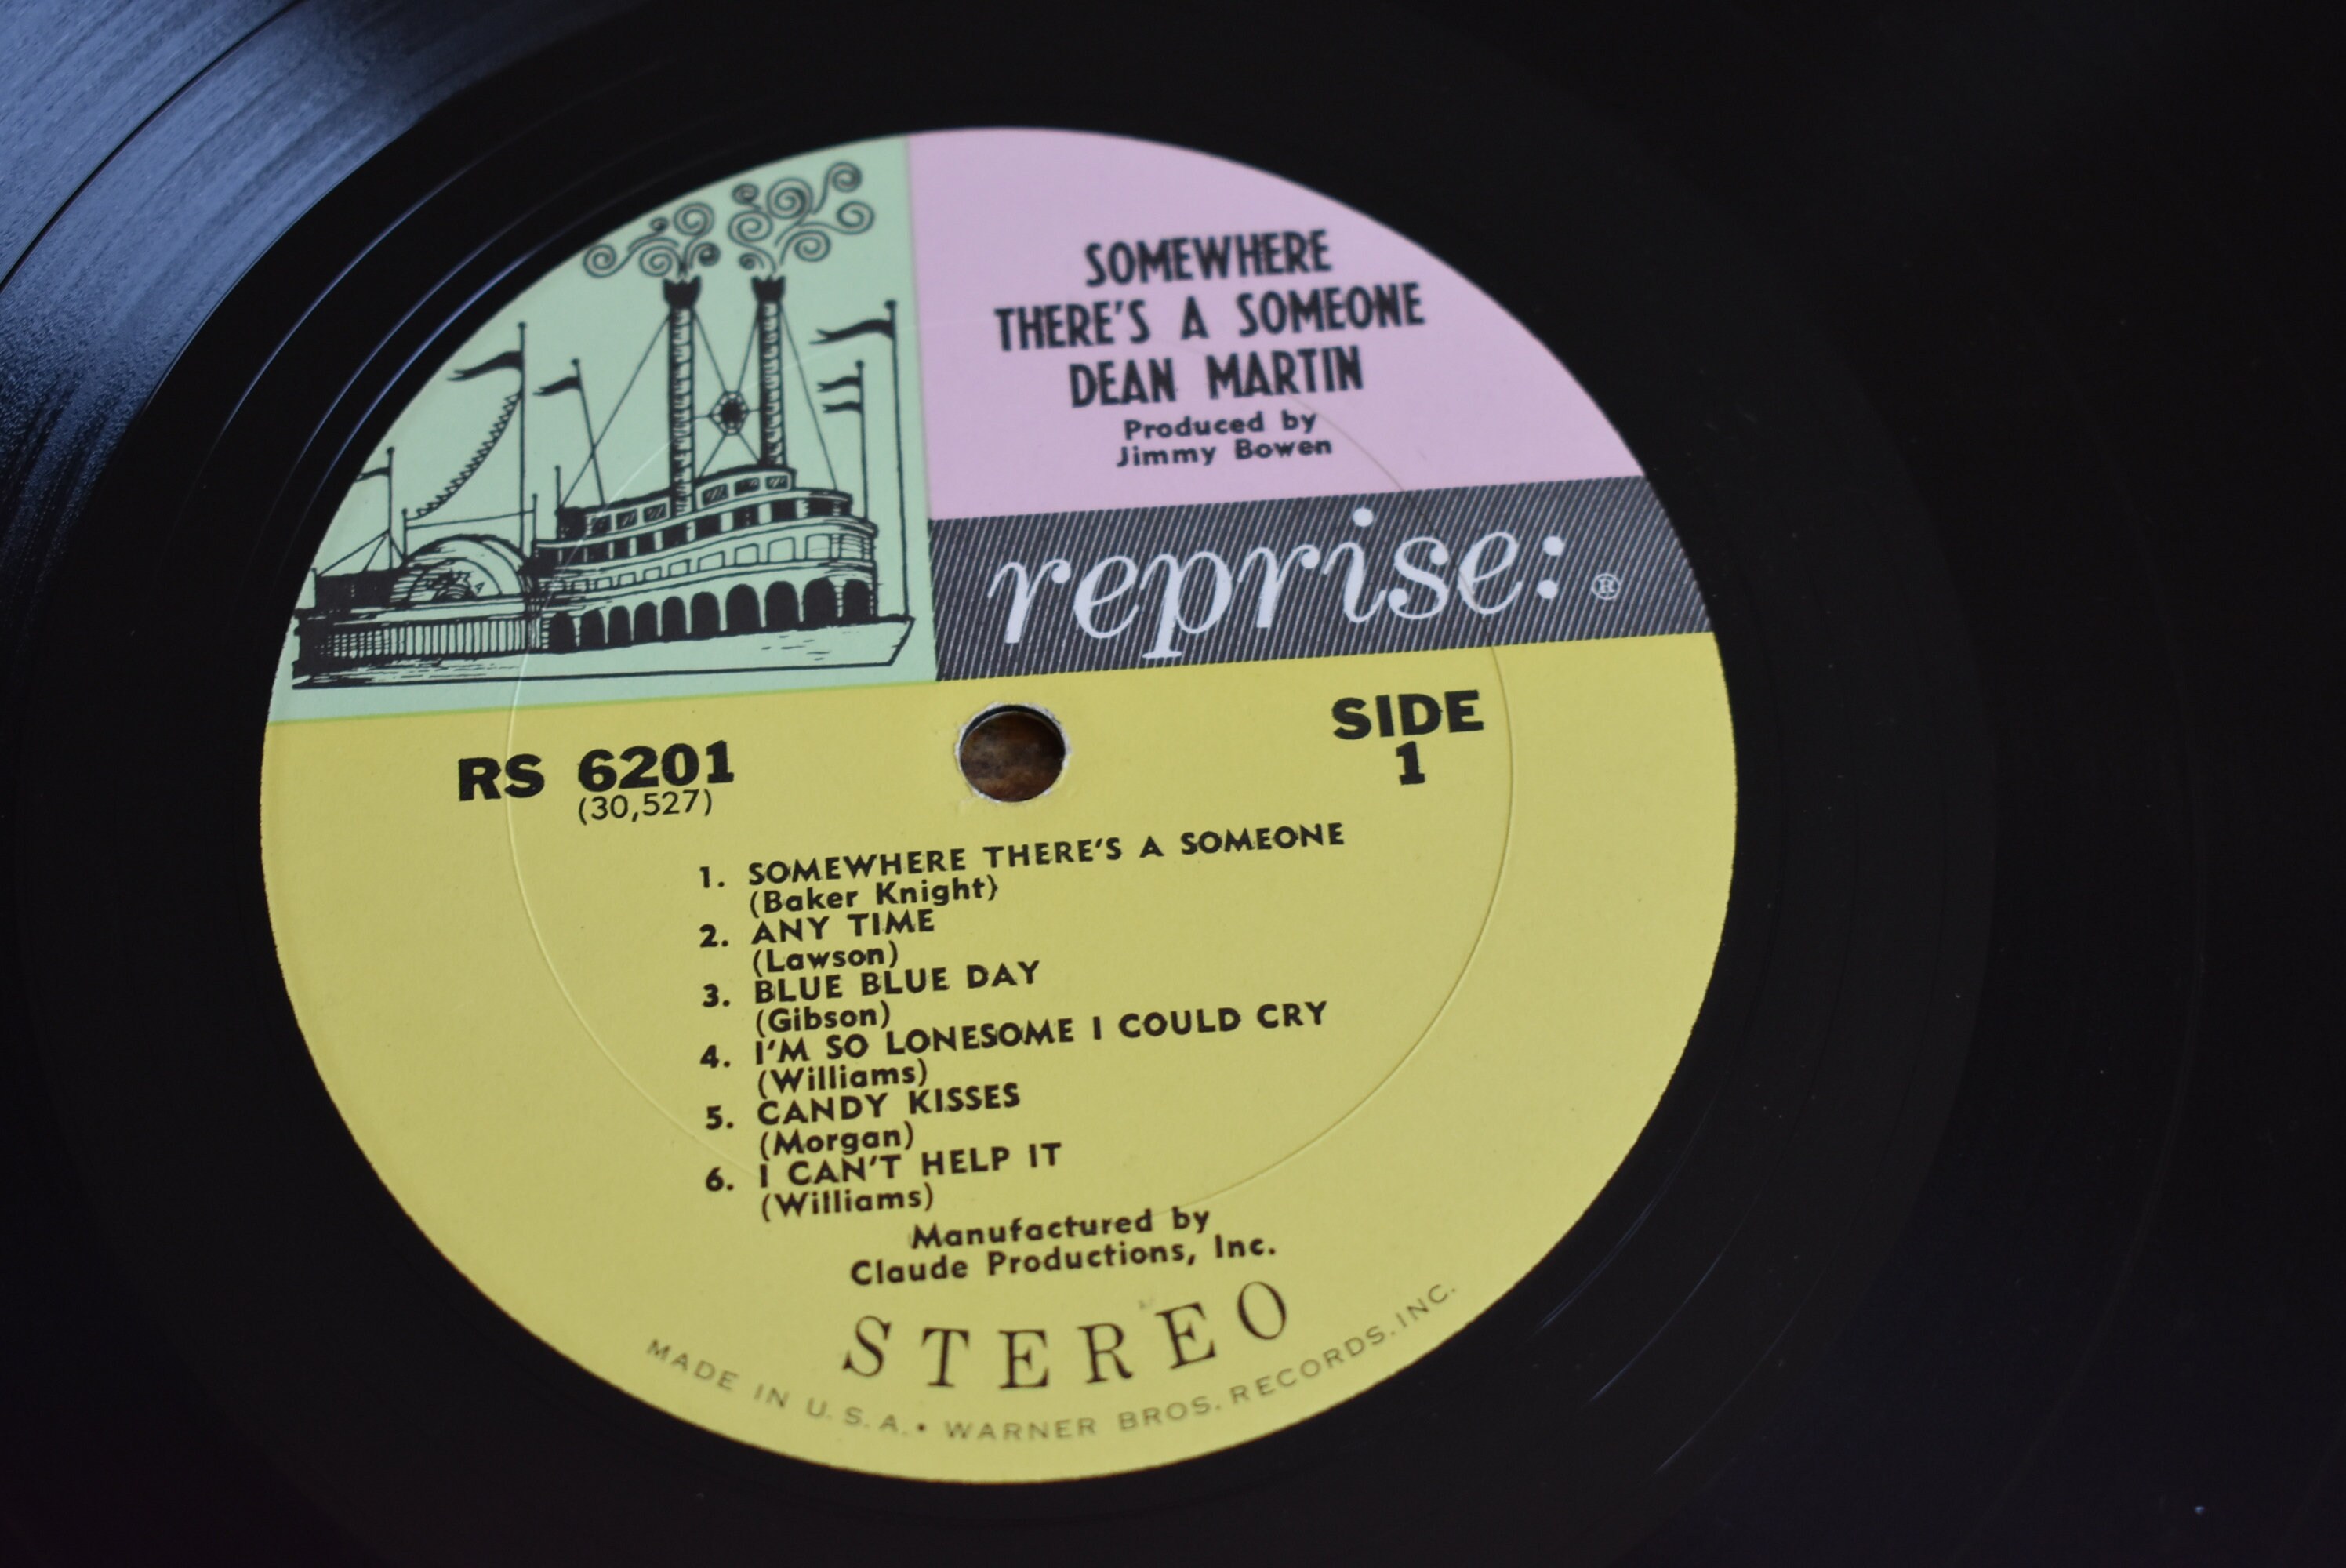 SOMEWHERE
THERE'S A SOMEONE
DEAN MARTIN
Produced by
Jimmy Bowen
reprise: ®
RS 6201
(30,527)
SIDE
1
1. SOMEWHERE THERE'S A SOMEONE
(Baker Knight)
2. ANY TIME
(Lawson)
3. BLUE BLUE DAY
(Gibson)
4. I'M SO LONESOME I COULD CRY
(Williams)
5. CANDY KISSES
(Morgan)
6. I CAN'T HELP IT
(Williams)
Manufactured by
Claude Productions, Inc.
STEREO
MADE IN U.S.A. • WARNER BROS. RECORDS, INC.